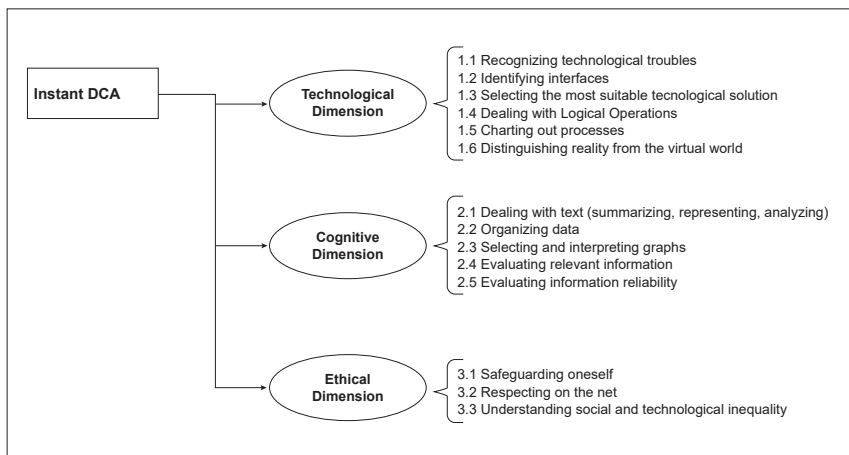 Instant DCA
Technological
Dimension
1.1 Recognizing technological troubles
1.2 Identifying interfaces
1.3 Selecting the most suitable tecnological solution
1.4 Dealing with Logical Operations
1.5 Charting out processes
1.6 Distinguishing reality from the virtual world
Cognitive
Dimension
2.1 Dealing with text (summarizing, representing, analyzing)
2.2 Organizing data
2.3 Selecting and interpreting graphs
2.4 Evaluating relevant information
2.5 Evaluating information reliability
Ethical
Dimension
3.1 Safeguarding oneself
3.2 Respecting on the net
3.3 Understanding social and technological inequality